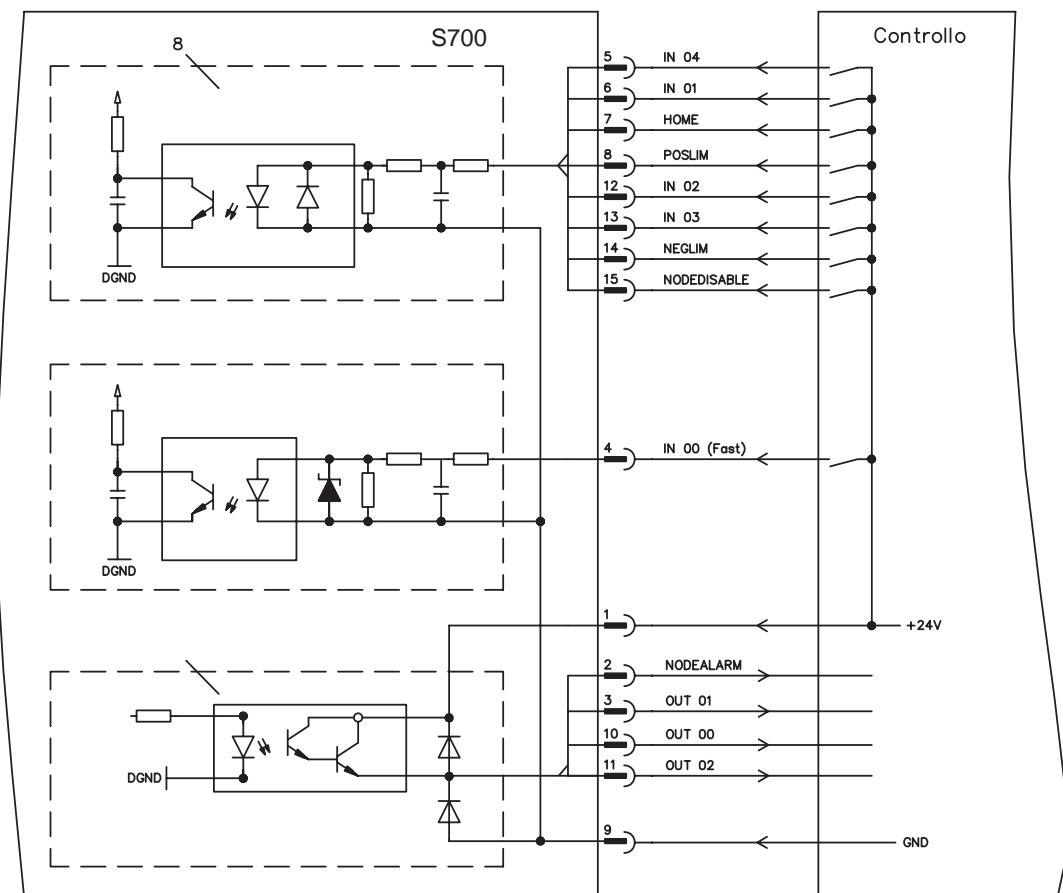 S700
Controllo
8
5 IN 04
6 IN 01
7 HOME
8 POSLIM
12 IN 02
13 IN 03
14 NEGLIM
15 NODEDISABLE
DGND
4 IN 00 (Fast)
DGND
1 +24V
2 NODEALARM
3 OUT 01
10 OUT 00
11 OUT 02
DGND
9 GND